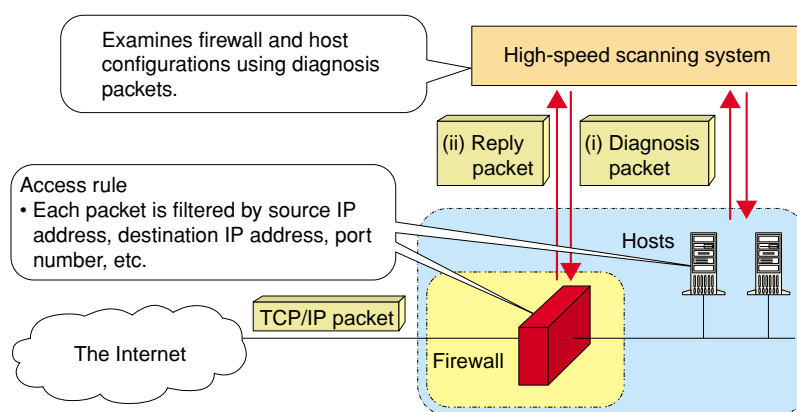 Examines firewall and host
configurations using diagnosis
packets.
High-speed scanning system
(ii) Reply
packet
(i) Diagnosis
packet
Access rule
• Each packet is filtered by source IP
address, destination IP address, port
number, etc.
Hosts
TCP/IP packet
The Internet
Firewall